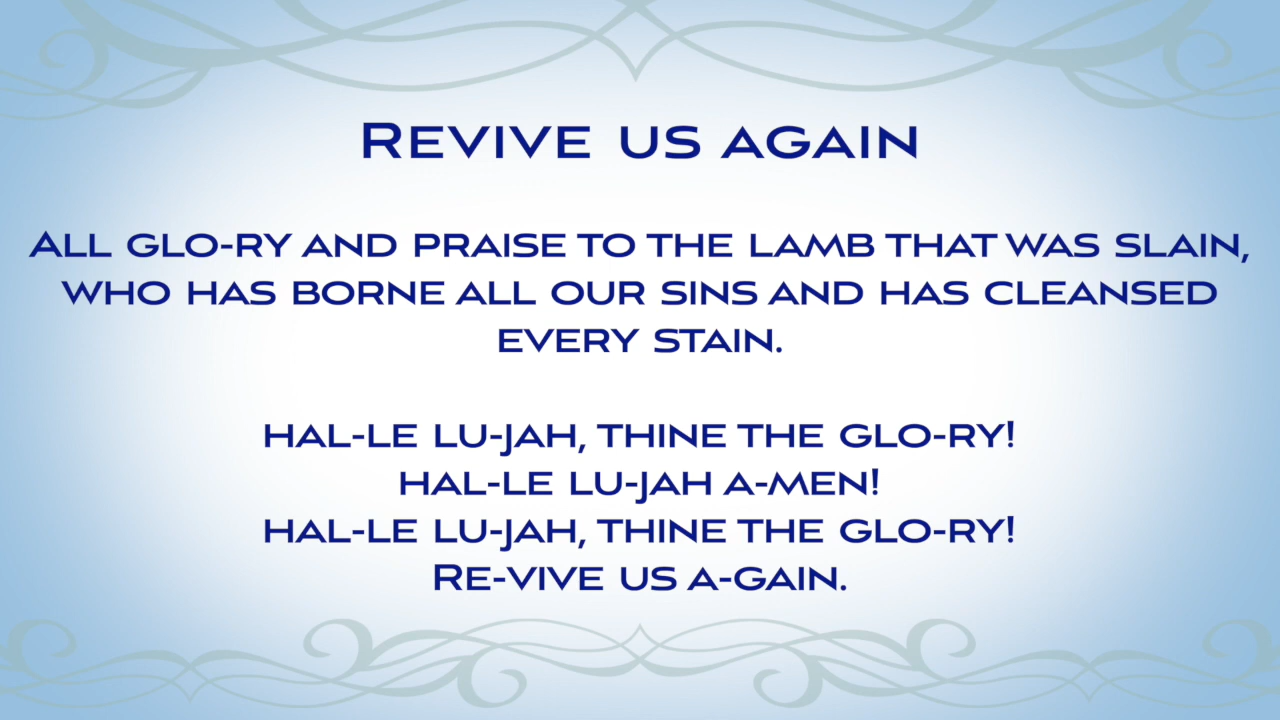 Revive us again
All glo-ry and praise to the lamb that was slain,
who has borne all our sins and has cleansed
every stain.
hal-le lu-jah, thine the glo-ry!
hal-le lu-jah a-men!
hal-le lu-jah, thine the glo-ry!
Re-vive us a-gain.